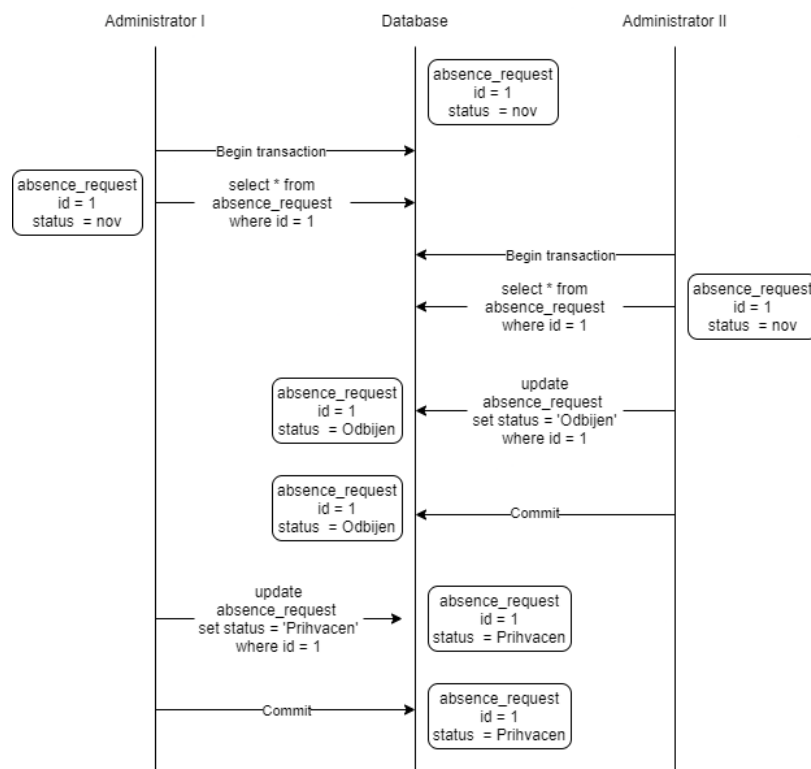 Administrator I
Database
Administrator II
absence_request
id = 1
status  = nov
Begin transaction
absence_request
id = 1
status  = nov
select * from
absence_request
where id = 1
Begin transaction
select * from
absence_request
where id = 1
absence_request
id = 1
status  = nov
absence_request
id = 1
status  = Odbijen
update
absence_request
set status = 'Odbijen'
where id = 1
absence_request
id = 1
status  = Odbijen
Commit
update
absence_request
set status = 'Prihvacen'
where id = 1
absence_request
id = 1
status  = Prihvacen
Commit
absence_request
id = 1
status  = Prihvacen